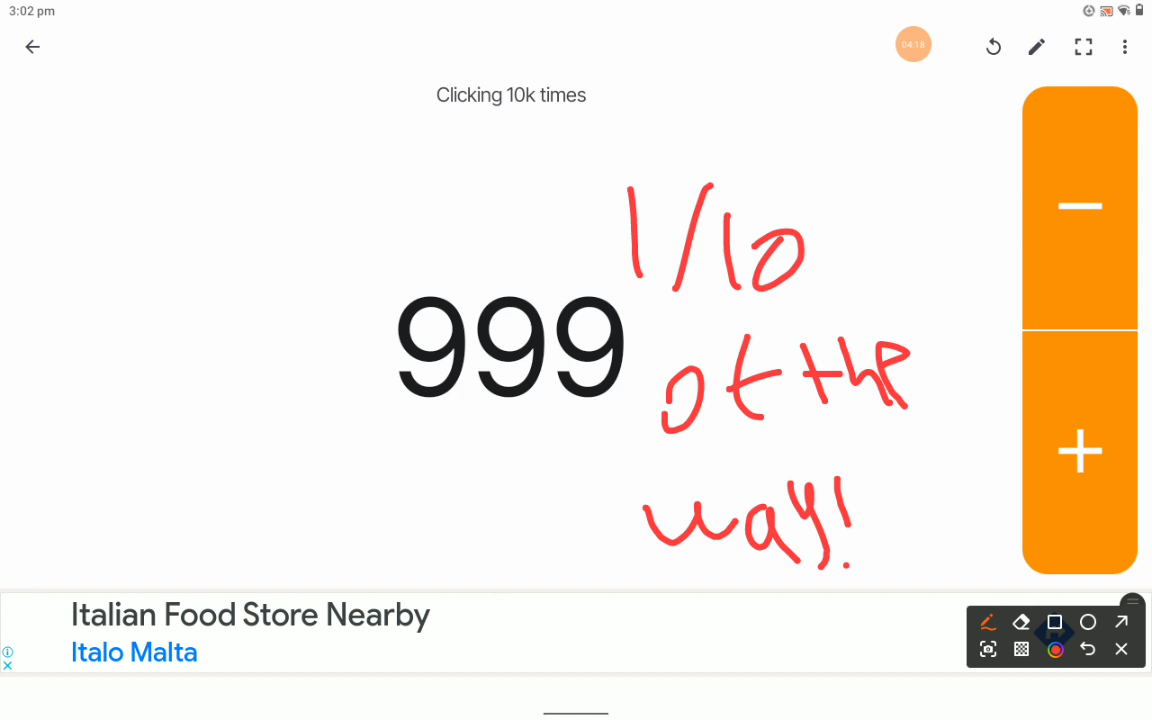 3:02 pm
04:18
Clicking 10k times
999
1/10
of the
way!
Italian Food Store Nearby
Italo Malta